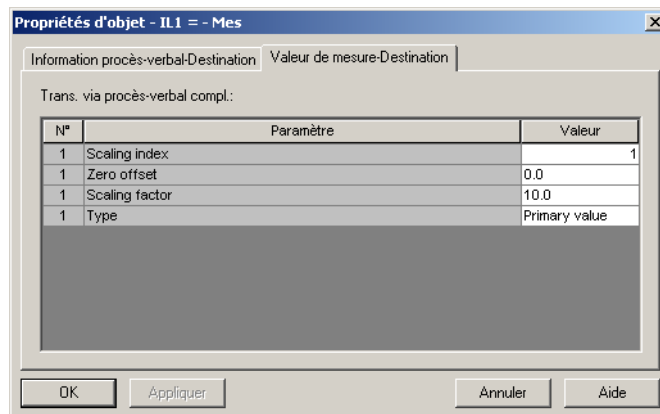 Propriétés d'objet - IL1 = - Mes
Information procès-verbal-Destination Valeur de mesure-Destination
Trans. via procès-verbal compl.:
N° Paramètre Valeur
1 Scaling index 1
1 Zero offset 0.0
1 Scaling factor 10.0
1 Type Primary value
OK Appliquer Annuler Aide